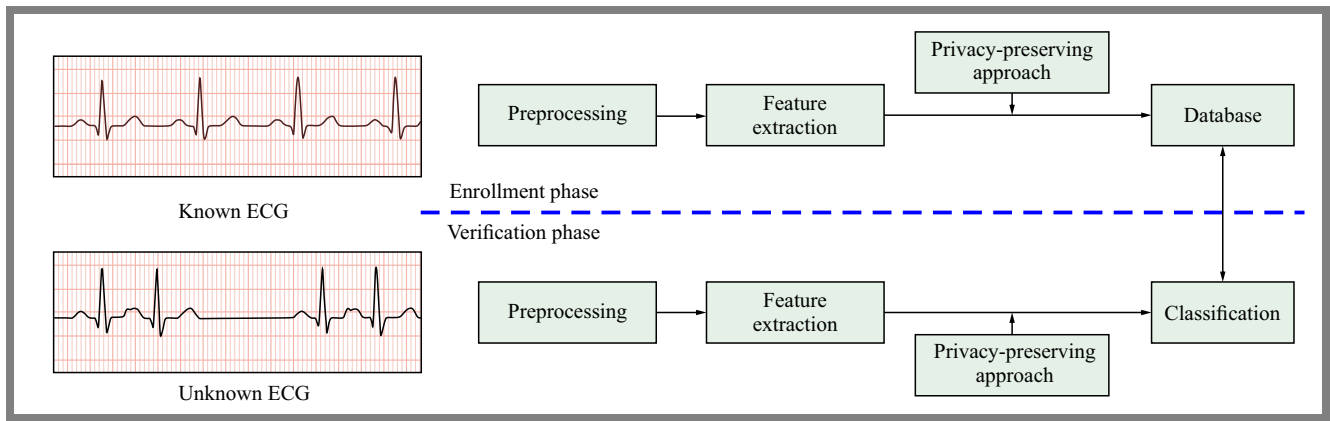 Privacy-preserving
approach
Preprocessing
Feature
extraction
Database
Known ECG
Enrollment phase
Verification phase
Preprocessing
Feature
extraction
Classification
Privacy-preserving
approach
Unknown ECG